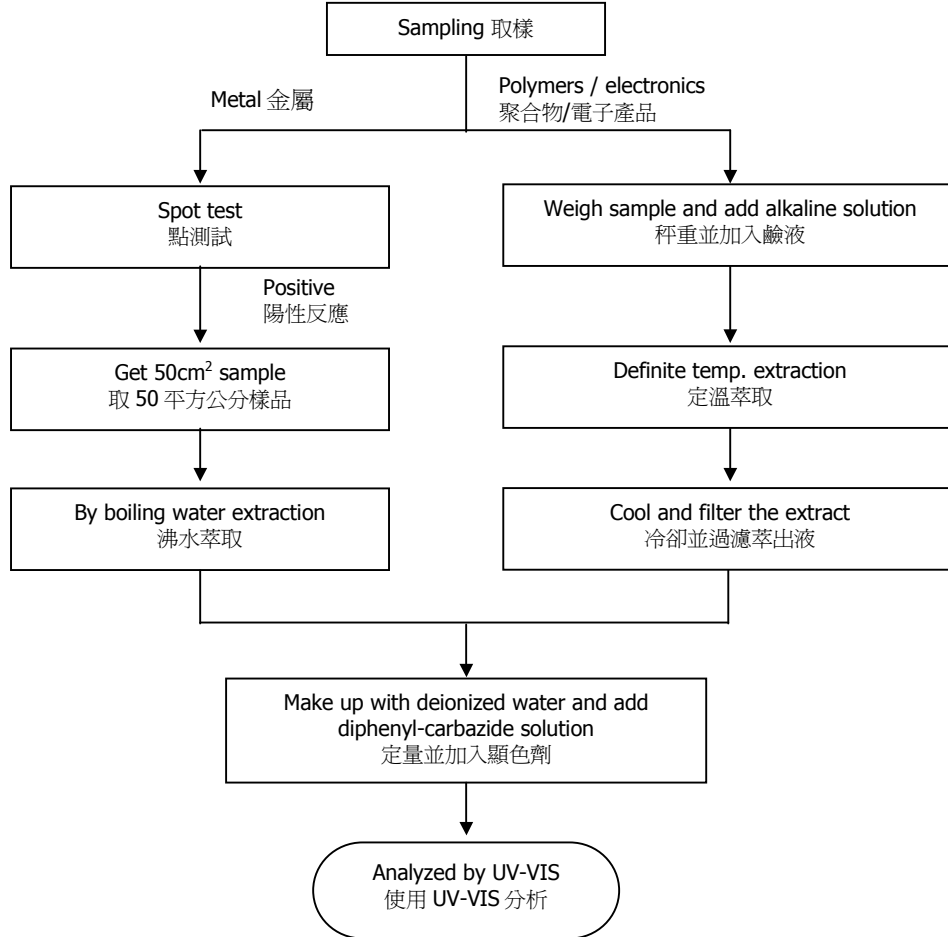 Sampling 取樣
Metal 金屬
Polymers / electronics
聚合物/電子產品
Spot test
點測試
Weigh sample and add alkaline solution
秤重並加入鹼液
Positive
陽性反應
Get 50cm² sample
取 50 平方公分樣品
Definite temp. extraction
定溫萃取
By boiling water extraction
沸水萃取
Cool and filter the extract
冷卻並過濾萃出液
Make up with deionized water and add
diphenyl-carbazide solution
定量並加入顯色劑
Analyzed by UV-VIS
使用 UV-VIS 分析